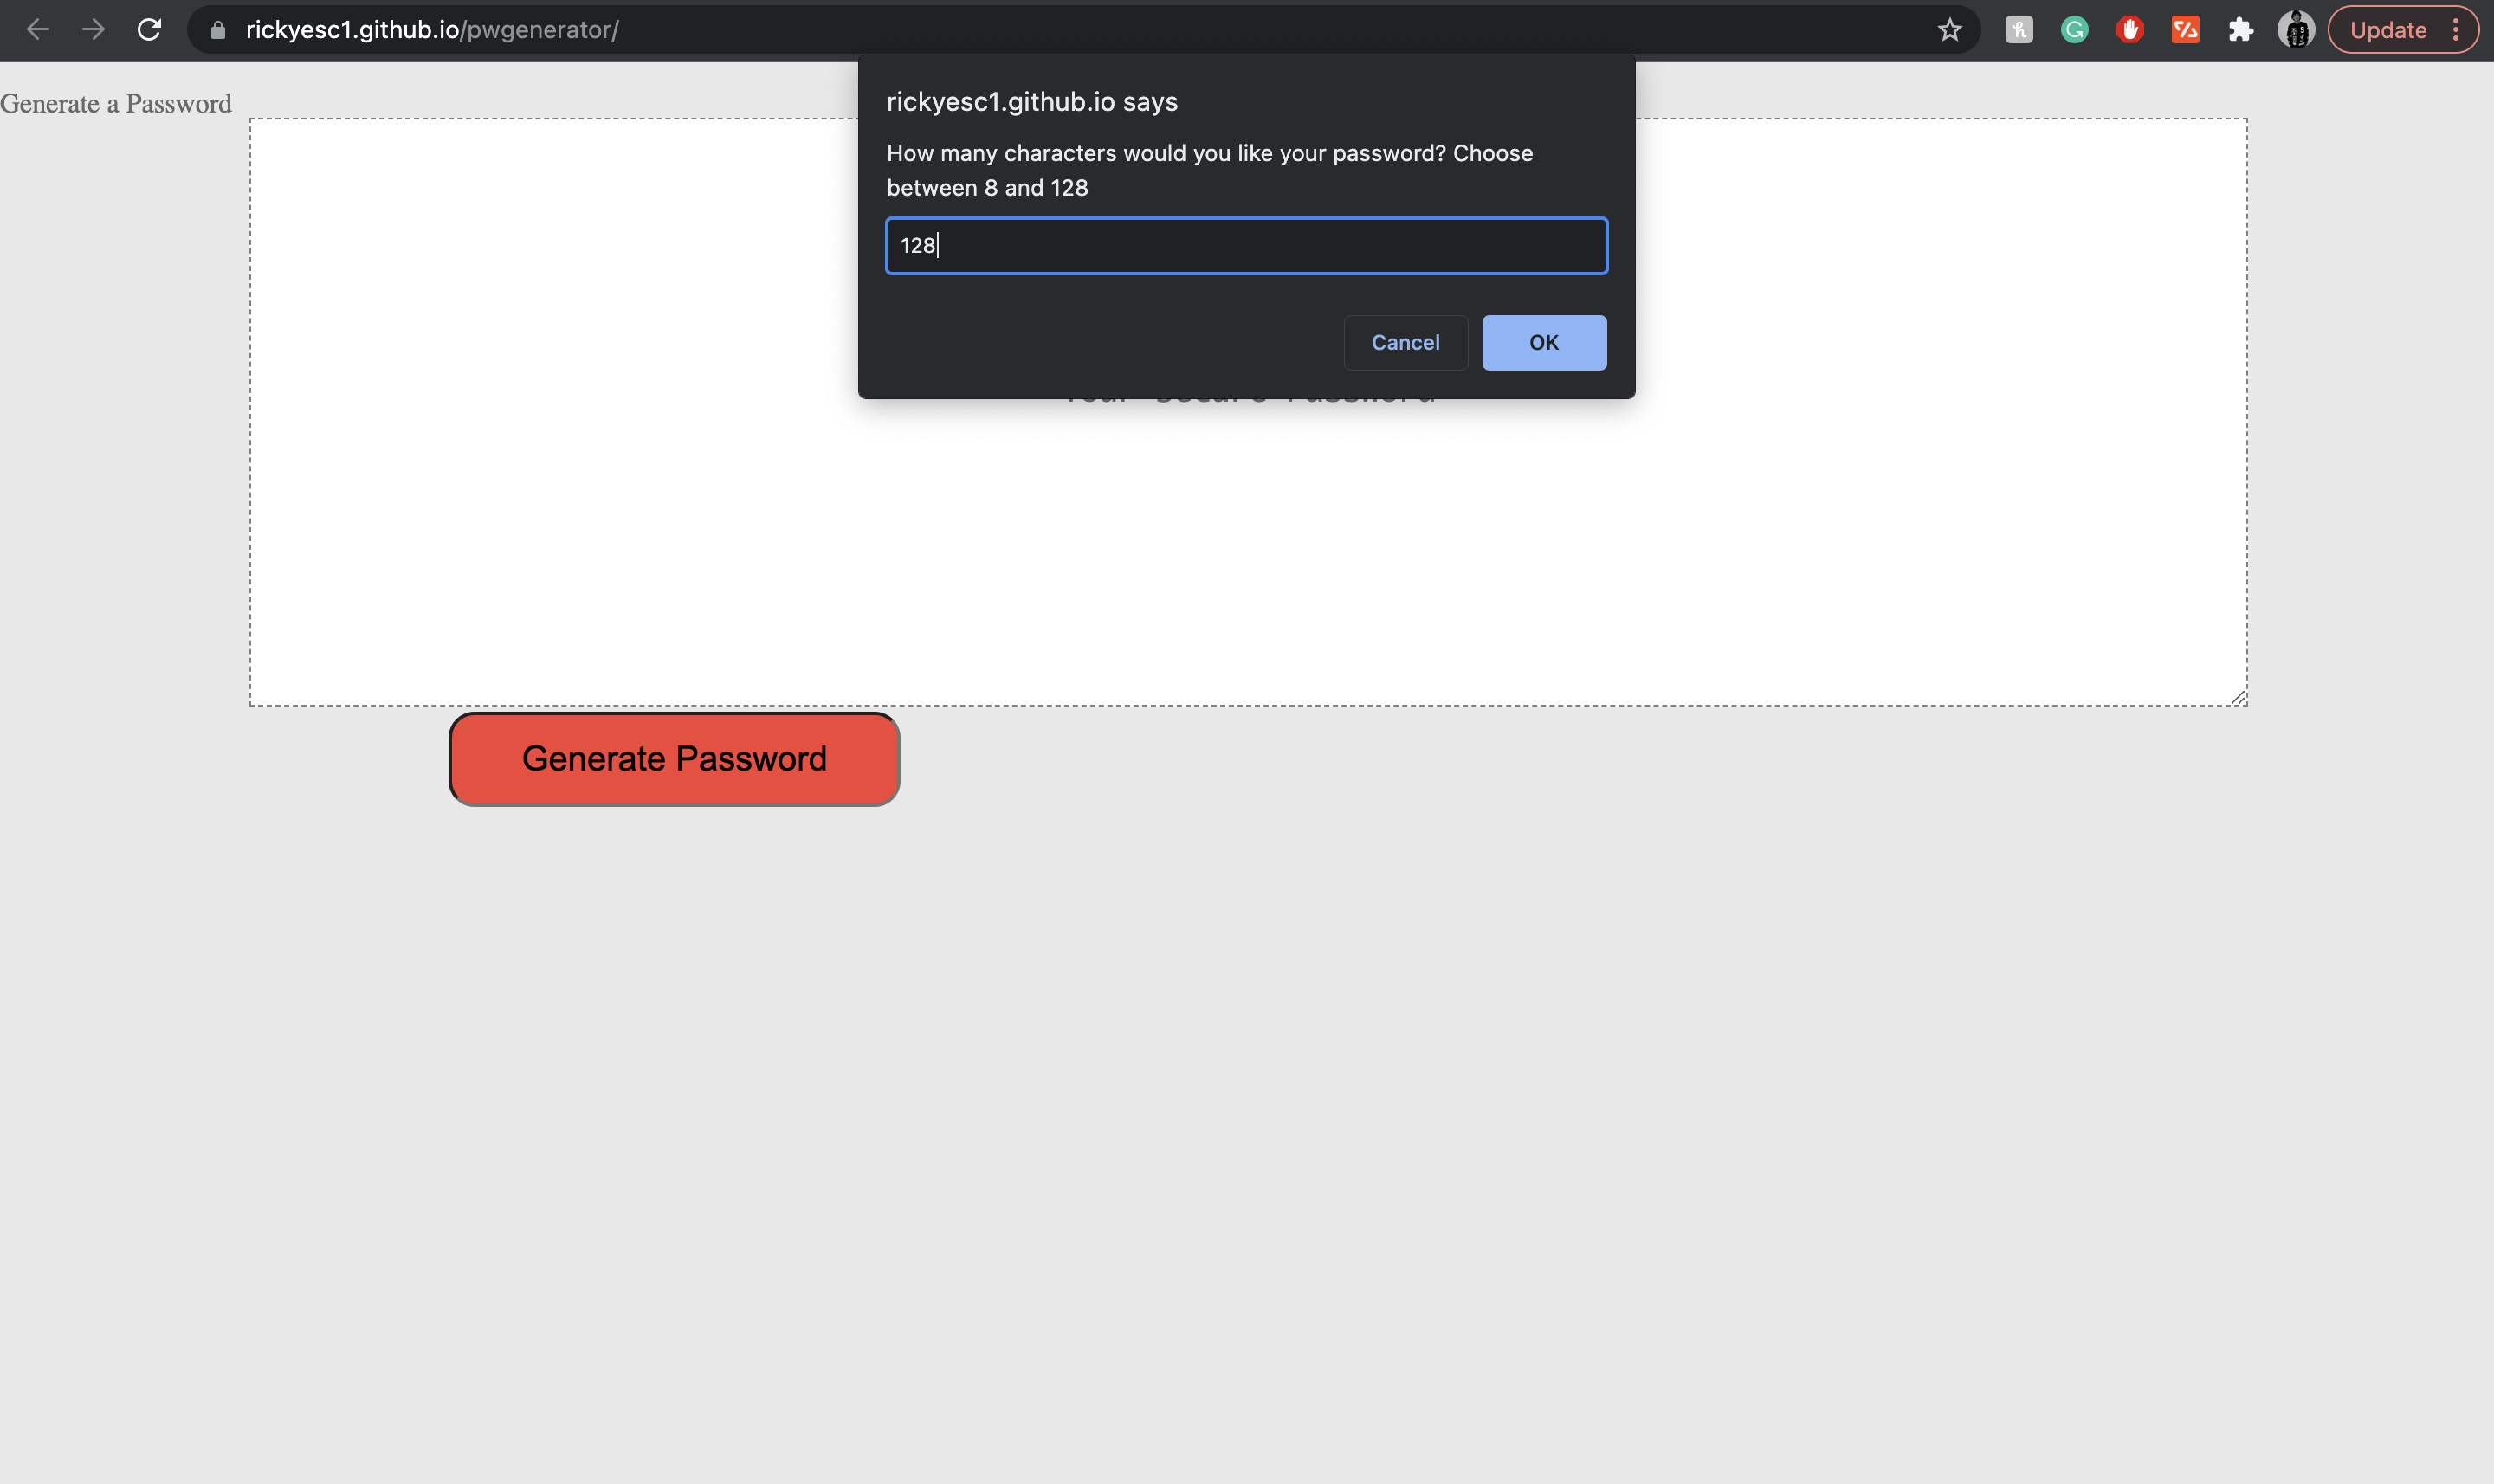 rickyesc1.github.io/pwgenerator/
Update
Generate a Password
rickyesc1.github.io says
How many characters would you like your password? Choose
between 8 and 128
128
Cancel
OK
Generate Password